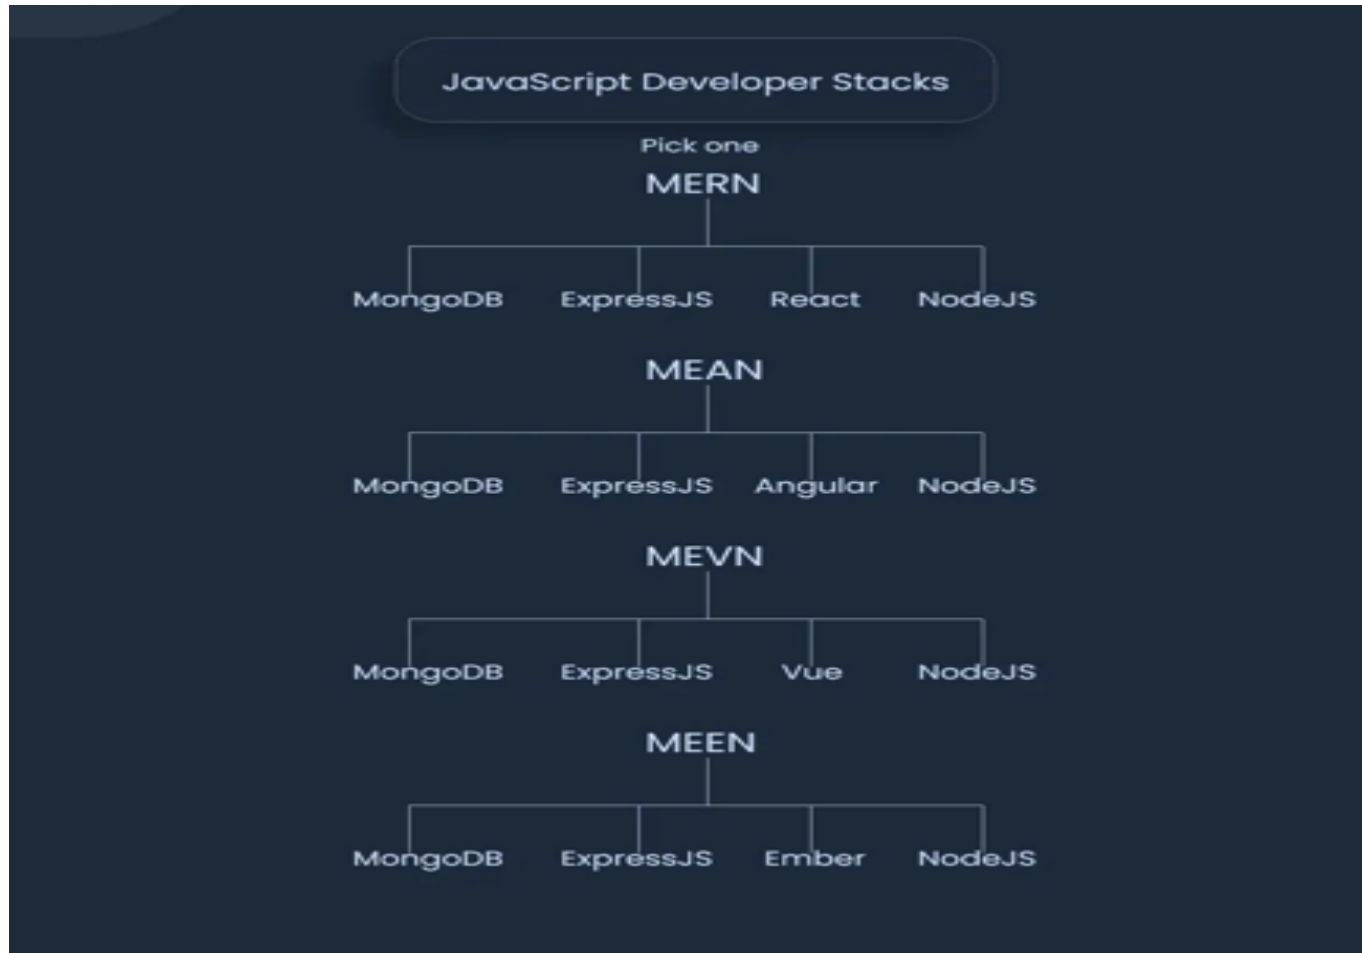 JavaScript Developer Stacks
Pick one
MERN
MongoDB ExpressJS React NodeJS
MEAN
MongoDB ExpressJS Angular NodeJS
MEVN
MongoDB ExpressJS Vue NodeJS
MEEN
MongoDB ExpressJS Ember NodeJS